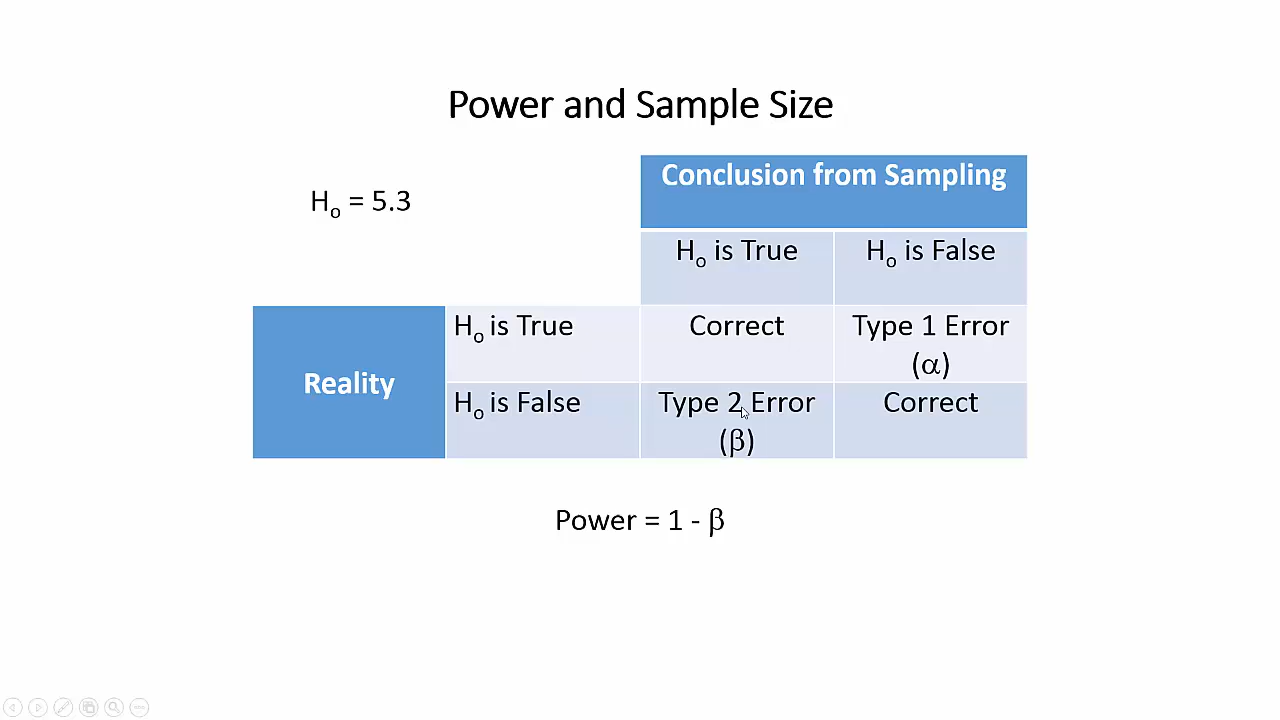 Power and Sample Size
Conclusion from Sampling
Ho = 5.3
Ho is True
Ho is False
Ho is True
Correct
Type 1 Error
(α)
Reality
Ho is False
Type 2 Error
(β)
Correct
Power = 1 - β